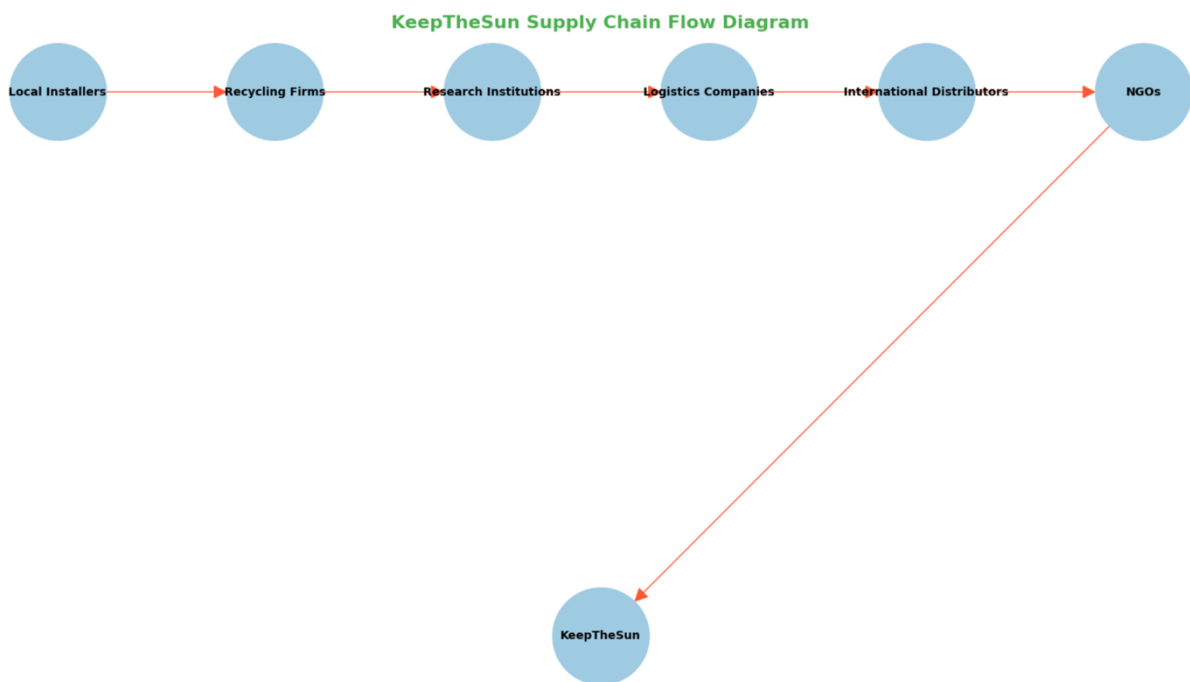 KeepTheSun Supply Chain Flow Diagram
Local Installers
Recycling Firms
Research Institutions
Logistics Companies
International Distributors
NGOs
KeepTheSun